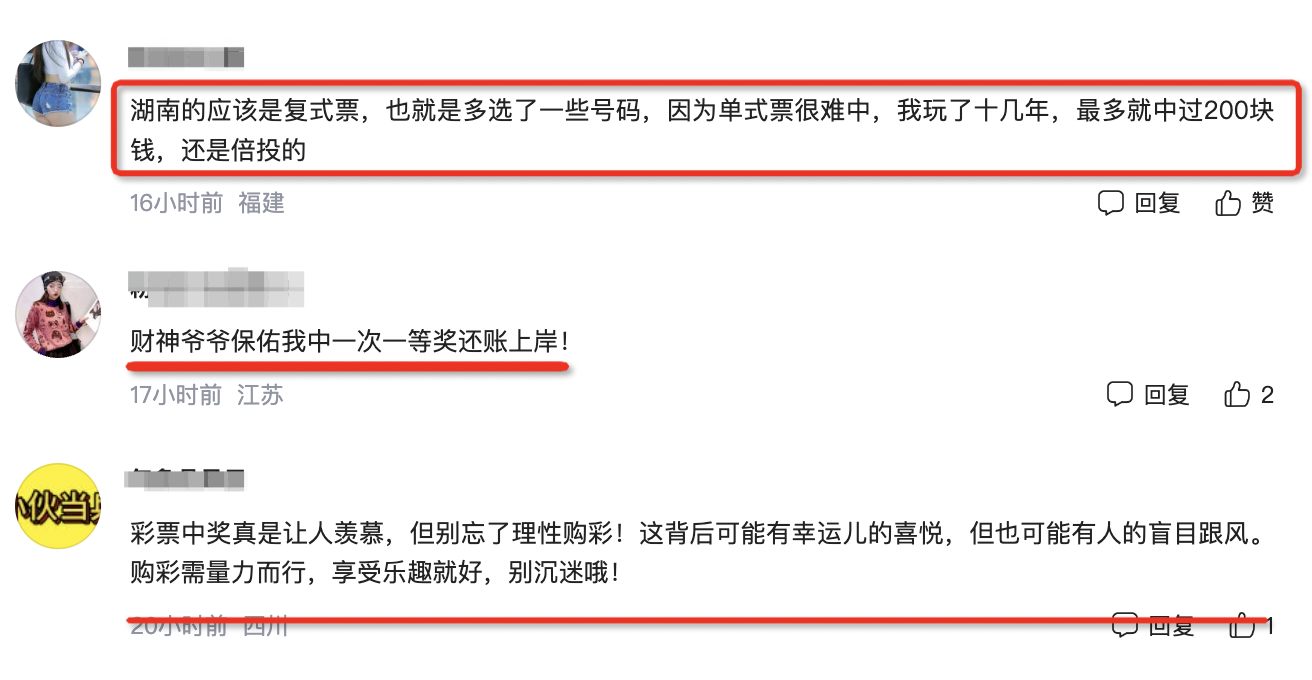 湖南的应该是复式票，也就是多选了一些号码，因为单式票很难中，我玩了十几年，最多就中过200块
钱，还是倍投的
16小时前 福建
回复 赞
财神爷爷保佑我中一次一等奖还账上岸！
17小时前 江苏
回复 2
小伙当
彩票中奖真是让人羡慕，但别忘了理性购彩！这背后可能有幸运儿的喜悦，但也可能有人的盲目跟风。
购彩需量力而行，享受乐趣就好，别沉迷哦！
20小时前 四川
回复 1